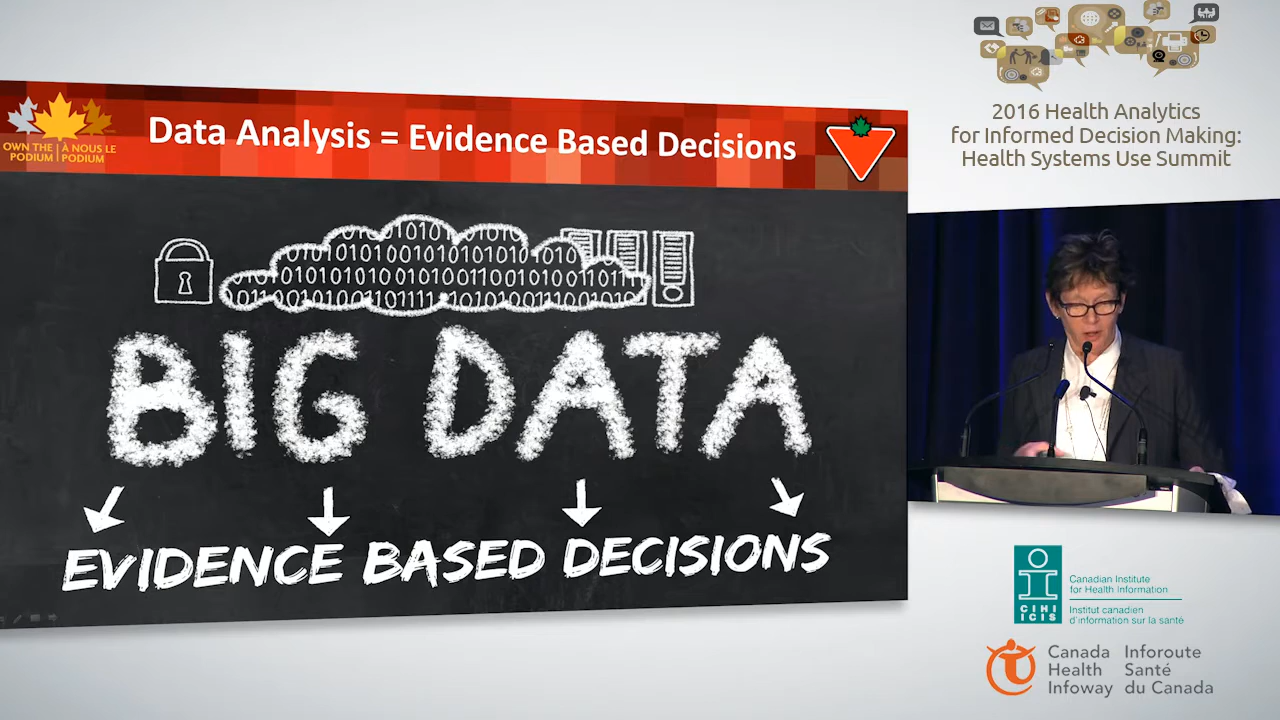 2016 Health Analytics
for Informed Decision Making:
Health Systems Use Summit
OWN THE | À NOUS LE
PODIUM | PODIUM
Data Analysis = Evidence Based Decisions
BIG DATA
EVIDENCE BASED DECISIONS
CIHI
ICIS
Canadian Institute
for Health Information
Institut canadien
d'information sur la santé
Canada Inforoute
Health Santé
Infoway du Canada